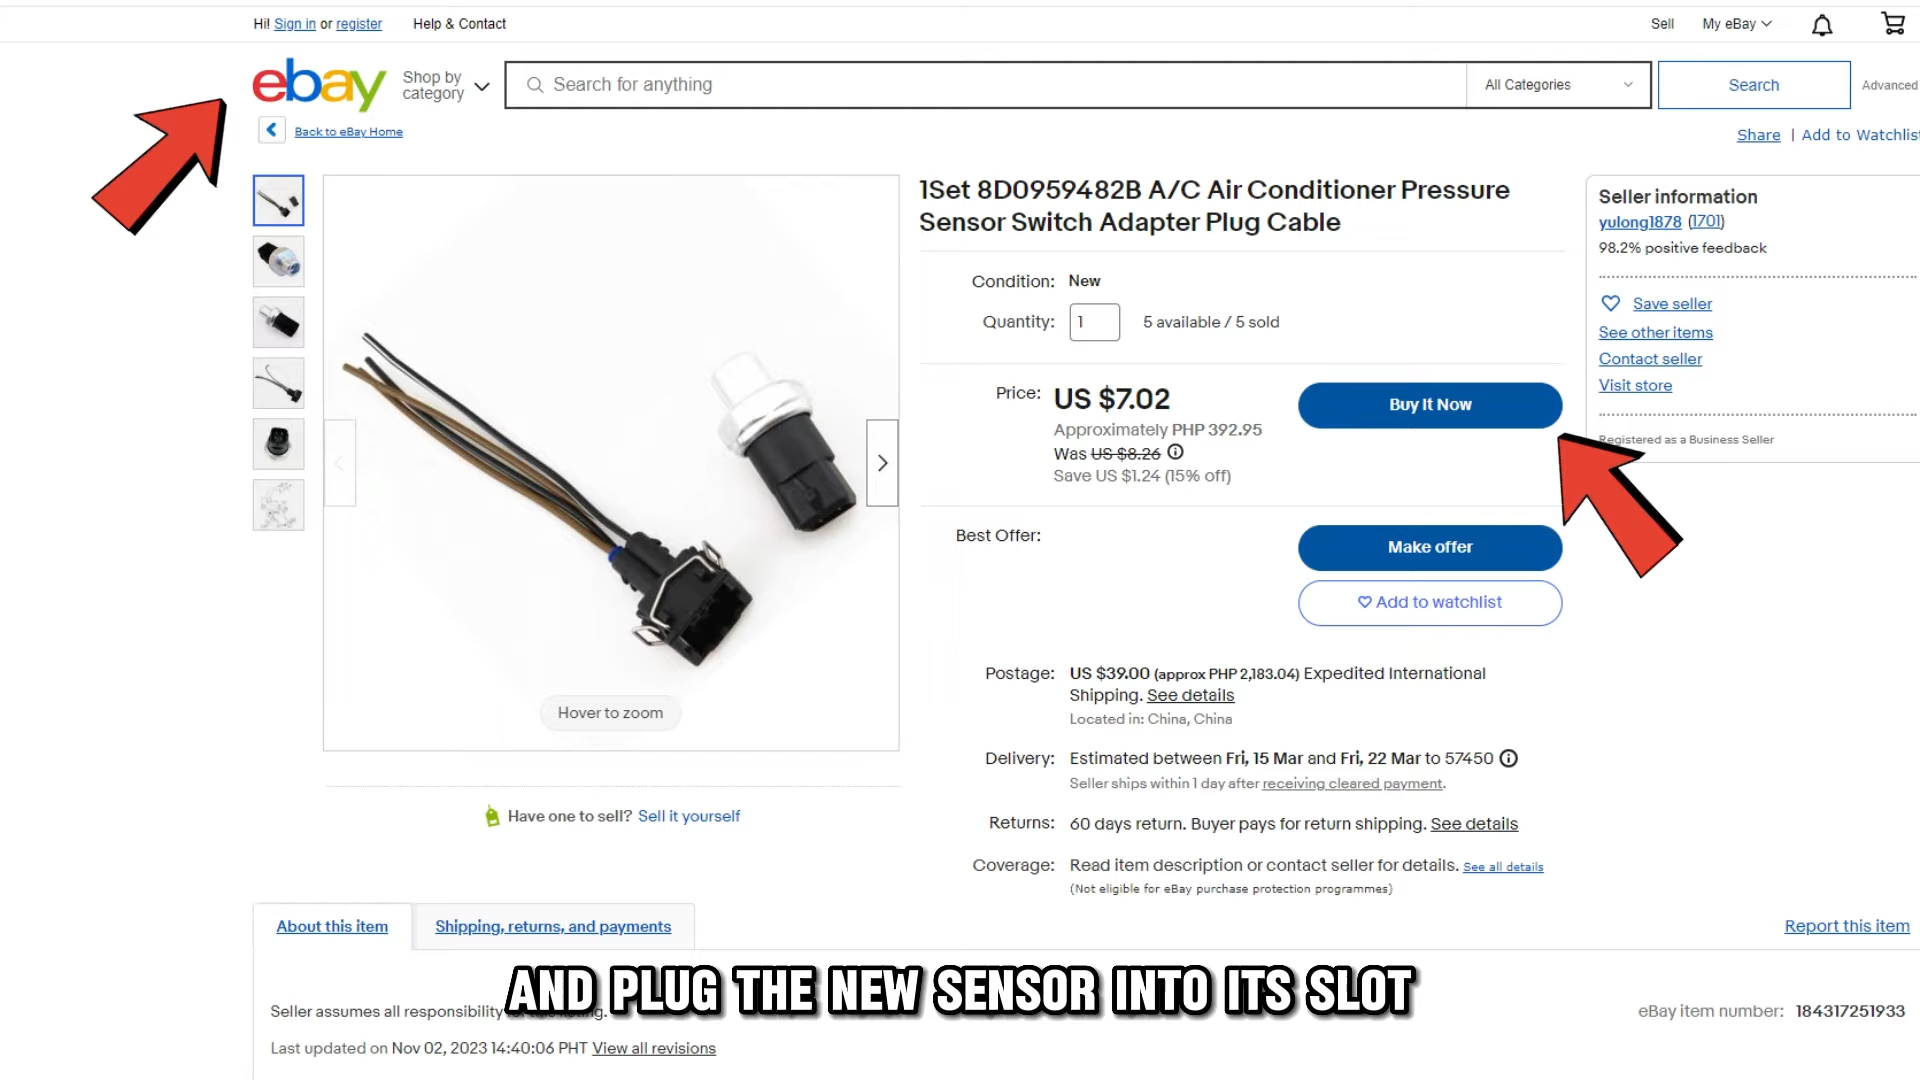 Hi! Sign in or register
Help & Contact
Sell
My eBay
ebay
Shop by
category
Search for anything
All Categories
Search
Advanced
Back to eBay Home
Share | Add to Watchlist
1Set 8D0959482B A/C Air Conditioner Pressure
Sensor Switch Adapter Plug Cable
Condition: New
Quantity: 1 5 available / 5 sold
Price: US $7.02
Buy It Now
Approximately PHP 392.95
Was US $8.26
Save US $1.24 (15% off)
Best Offer:
Make offer
Add to watchlist
Postage: US $39.00 (approx PHP 2,183.04) Expedited International
Shipping. See details
Located in: China, China
Delivery: Estimated between Fri, 15 Mar and Fri, 22 Mar to 57450
Seller ships within 1 day after receiving cleared payment.
Returns: 60 days return. Buyer pays for return shipping. See details
Coverage: Read item description or contact seller for details. See all details
(Not eligible for eBay purchase protection programmes)
Seller information
yulong1878 (1701)
98.2% positive feedback
Save seller
See other items
Contact seller
Visit store
Registered as a Business Seller
Hover to zoom
Have one to sell? Sell it yourself
About this item
Shipping, returns, and payments
Report this item
AND PLUG THE NEW SENSOR INTO ITS SLOT
Seller assumes all responsibility for this listing.
eBay item number: 184317251933
Last updated on Nov 02, 2023 14:40:06 PHT View all revisions